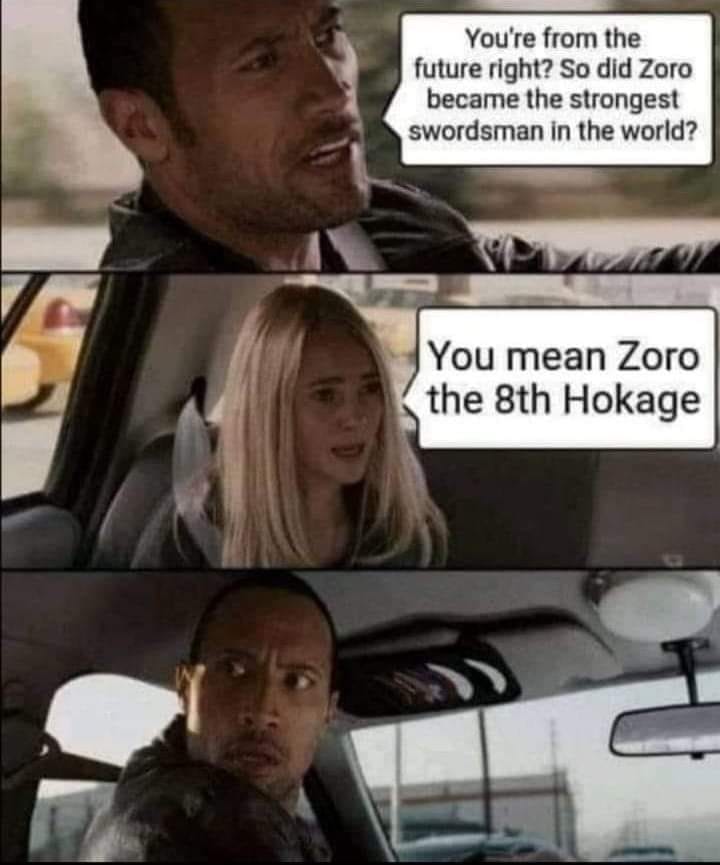 You're from the
future right? So did Zoro
became the strongest
swordsman in the world?
You mean Zoro
the 8th Hokage